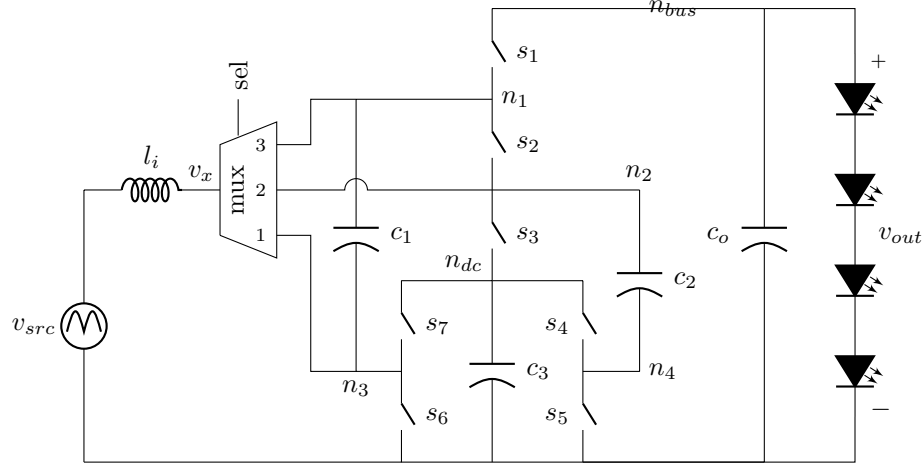 n_bus
s_1
+
sel
n_1
3
s_2
l_i
v_x
mux
2
n_2
1
c_1
s_3
c_o
v_out
n_dc
c_2
v_src
s_7
s_4
n_3
c_3
n_4
s_6
s_5
−